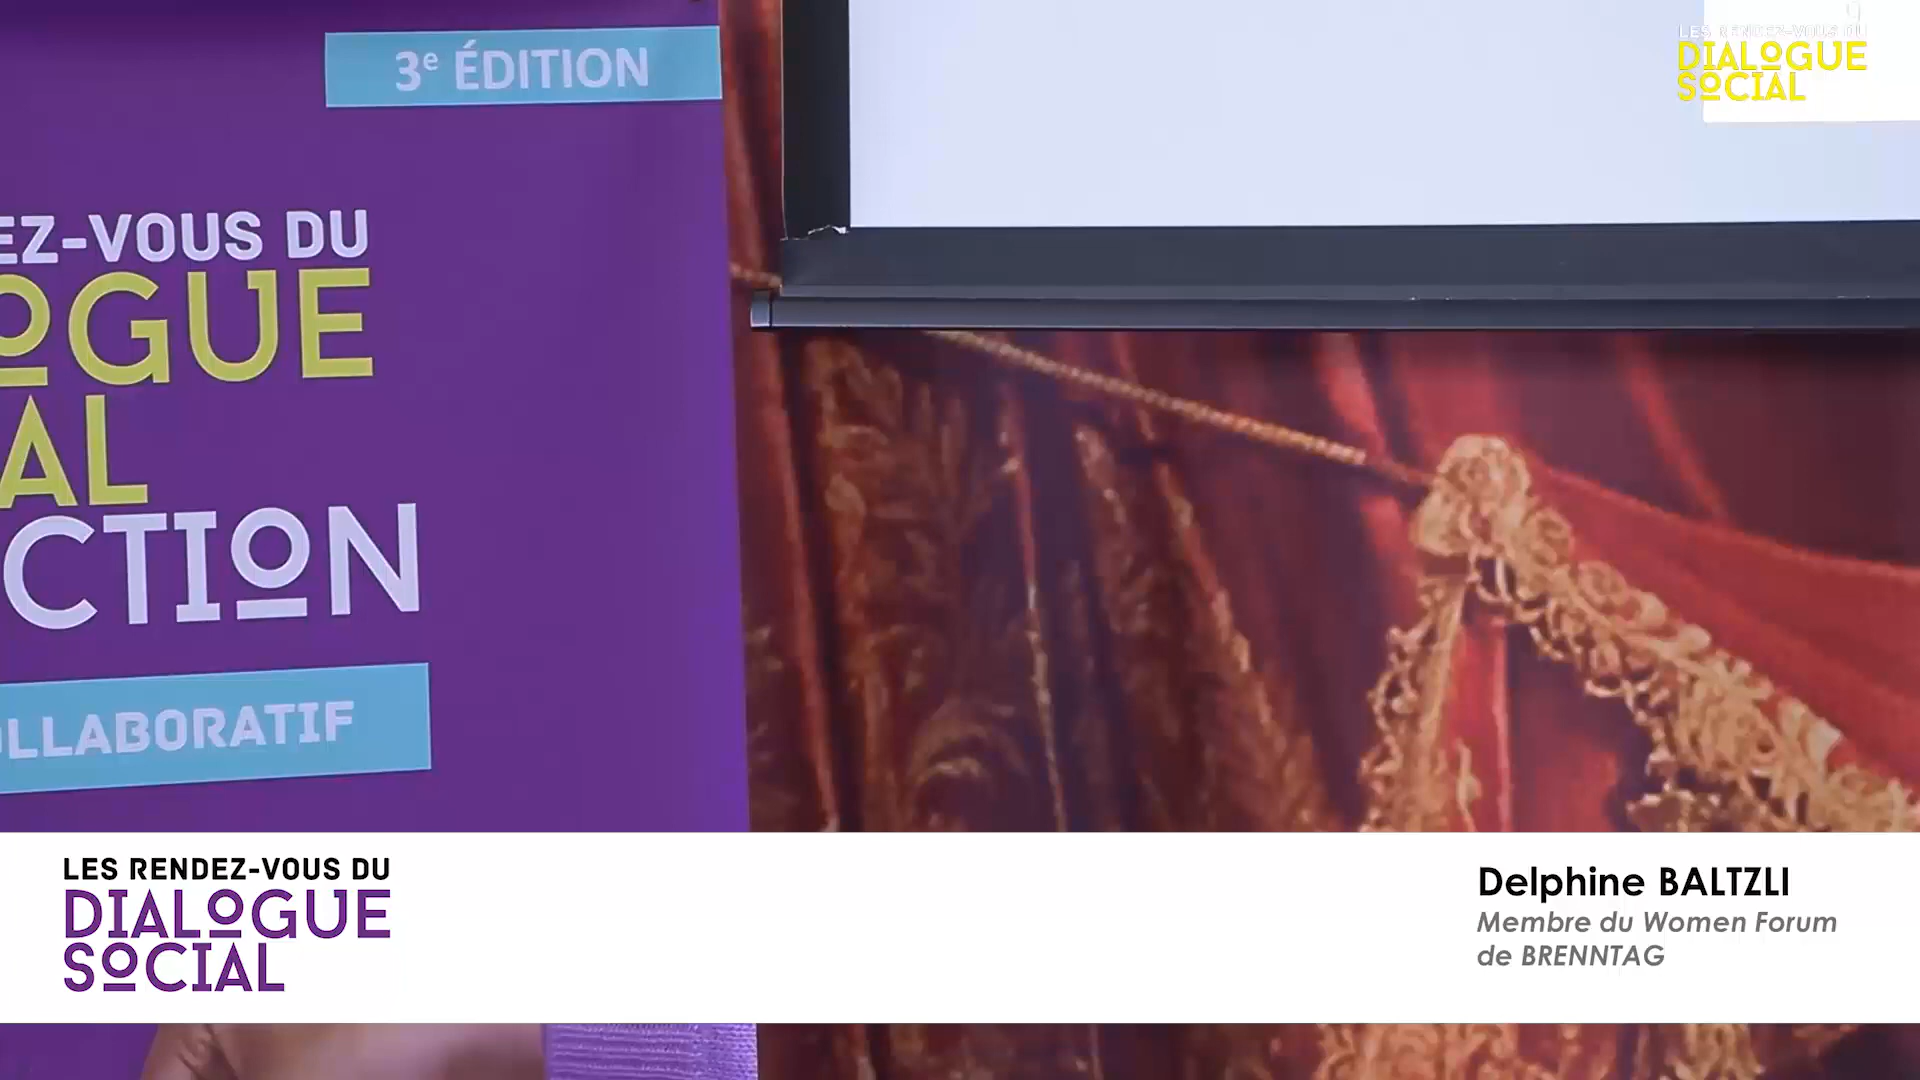 3e ÉDITION
EZ-VOUS DU
OGUE
AL
CTION
OLLABORATIF
LES RENDEZ-VOUS DU
DIALOGUE
SOCIAL
LES RENDEZ-VOUS DU
DIALOGUE
SOCIAL
Delphine BALTZLI
Membre du Women Forum
de BRENNTAG